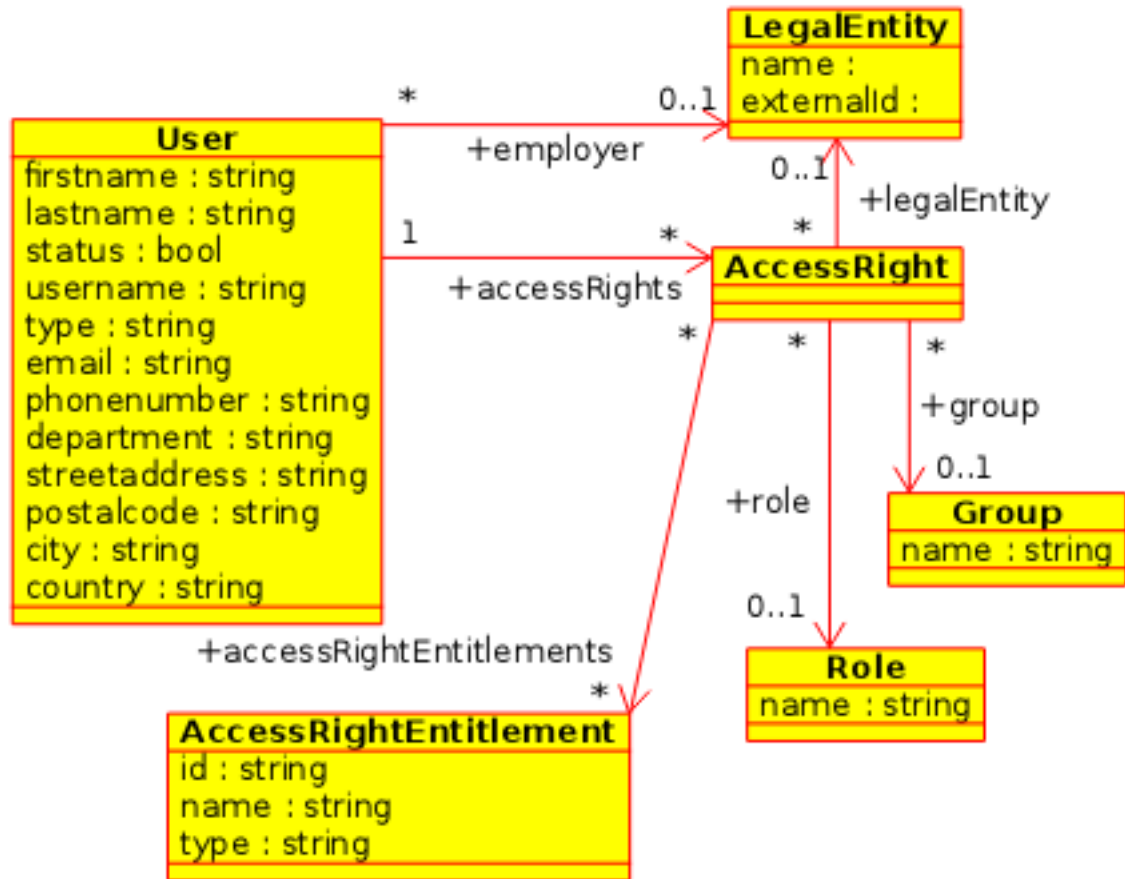 LegalEntity
name :
externalId :
* 0..1
+employer
User
firstname : string
lastname : string
status : bool
username : string
type : string
email : string
phonenumber : string
department : string
streetaddress : string
postalcode : string
city : string
country : string
0..1
+legalEntity
*
1 *
+accessRights
AccessRight
* * *
+group
0..1
+role
Group
name : string
0..1
+accessRightEntitlements
*
Role
name : string
AccessRightEntitlement
id : string
name : string
type : string